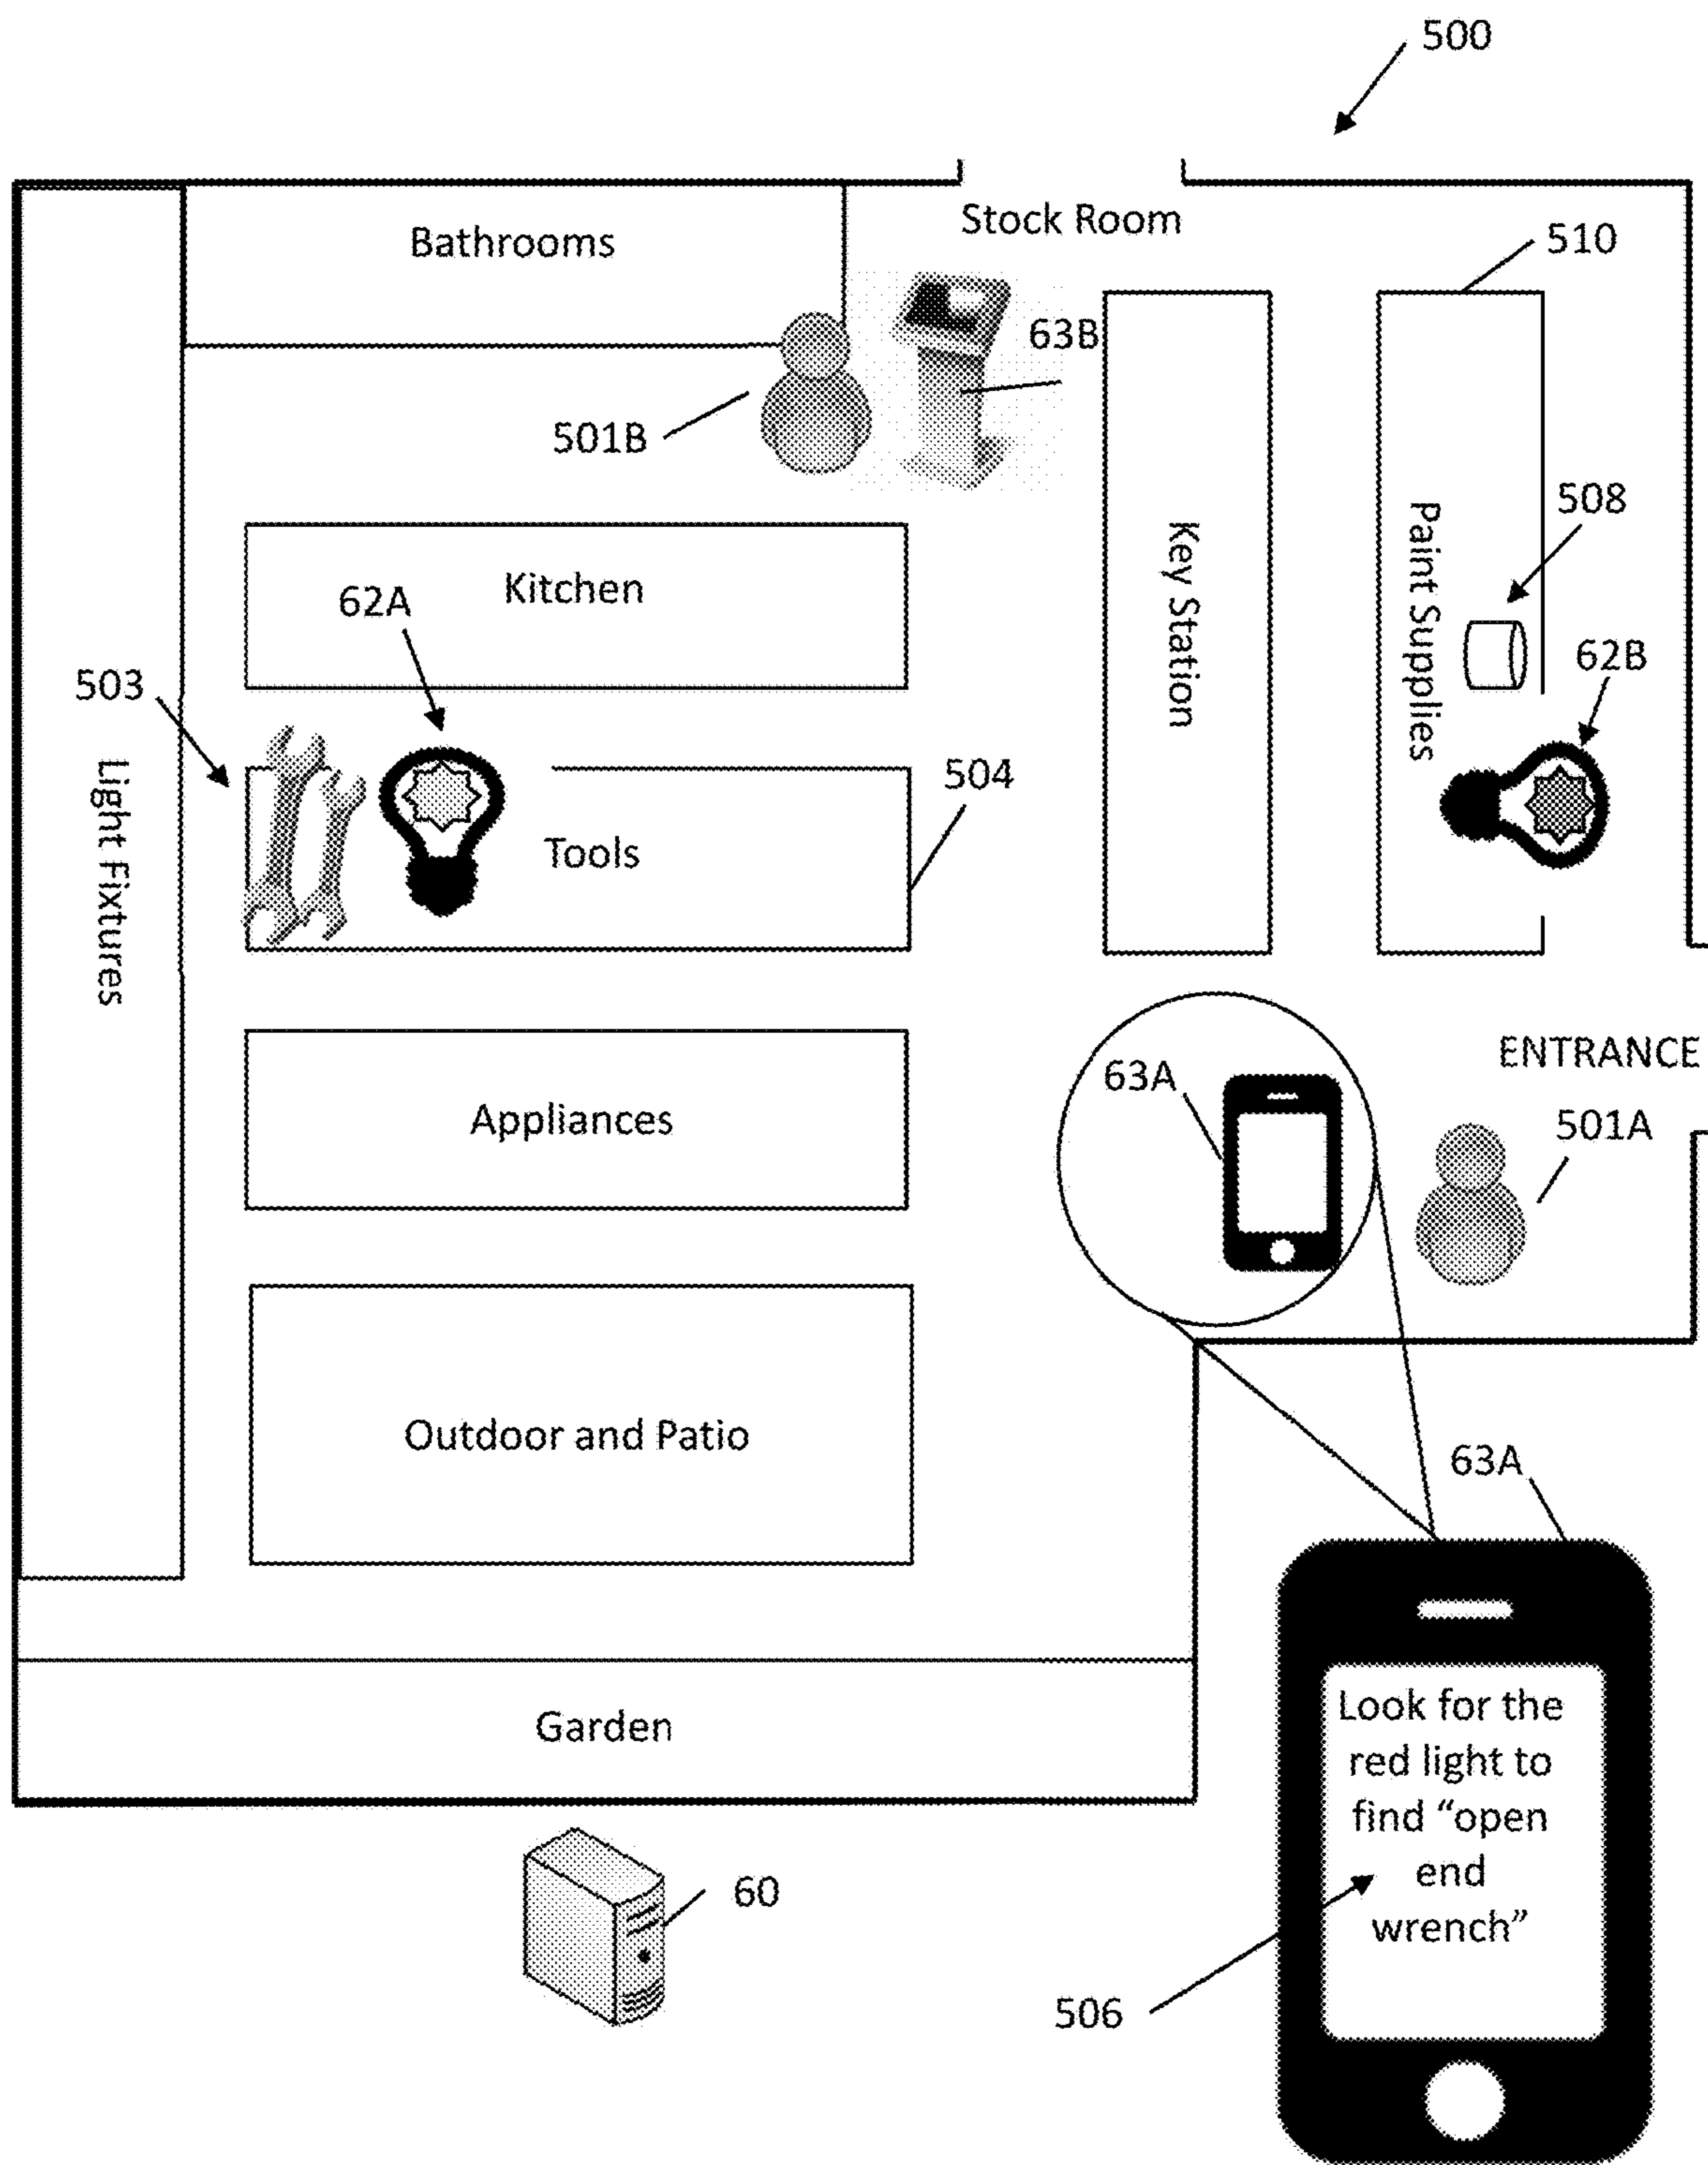 500
Stock Room
Bathrooms
510
63B
501B
508
Kitchen
62A
Key Station
Paint Supplies
62B
503
504
Light Fixtures
Tools
ENTRANCE
63A
501A
Appliances
Outdoor and Patio
63A
Look for the
red light to
find “open
end
wrench”
Garden
60
506